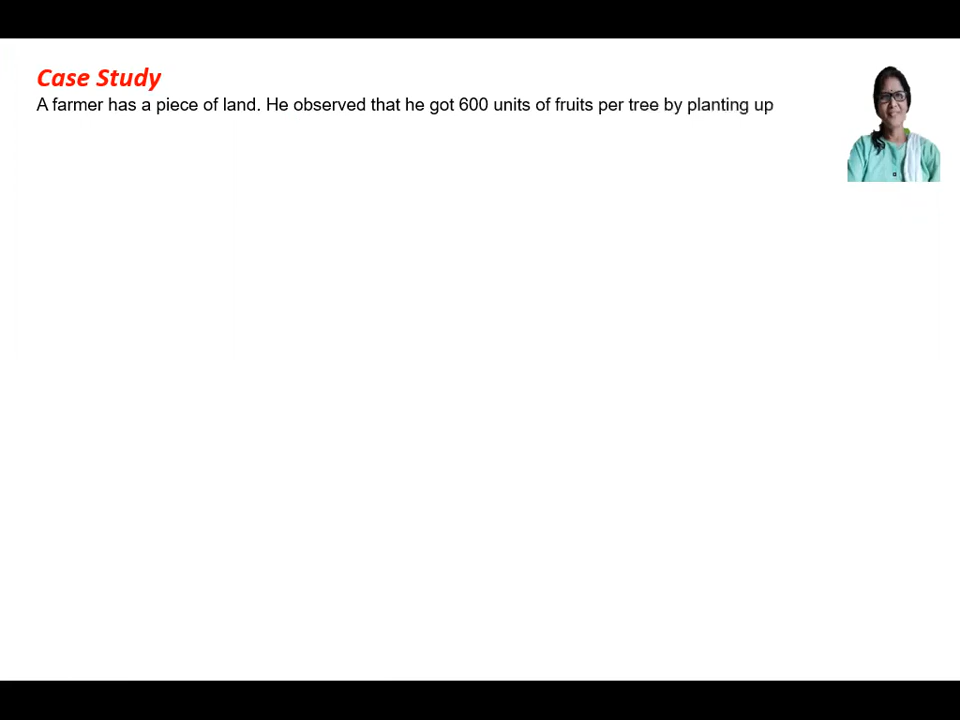 Case Study
A farmer has a piece of land. He observed that he got 600 units of fruits per tree by planting up